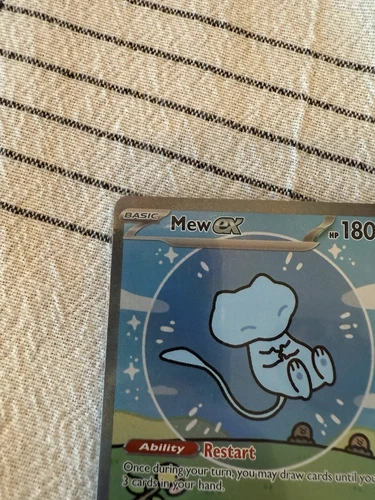 BASIC
Mew ex HP 180
Ability Restart
Once during your turn, you may draw cards until you
3 cards in your hand.